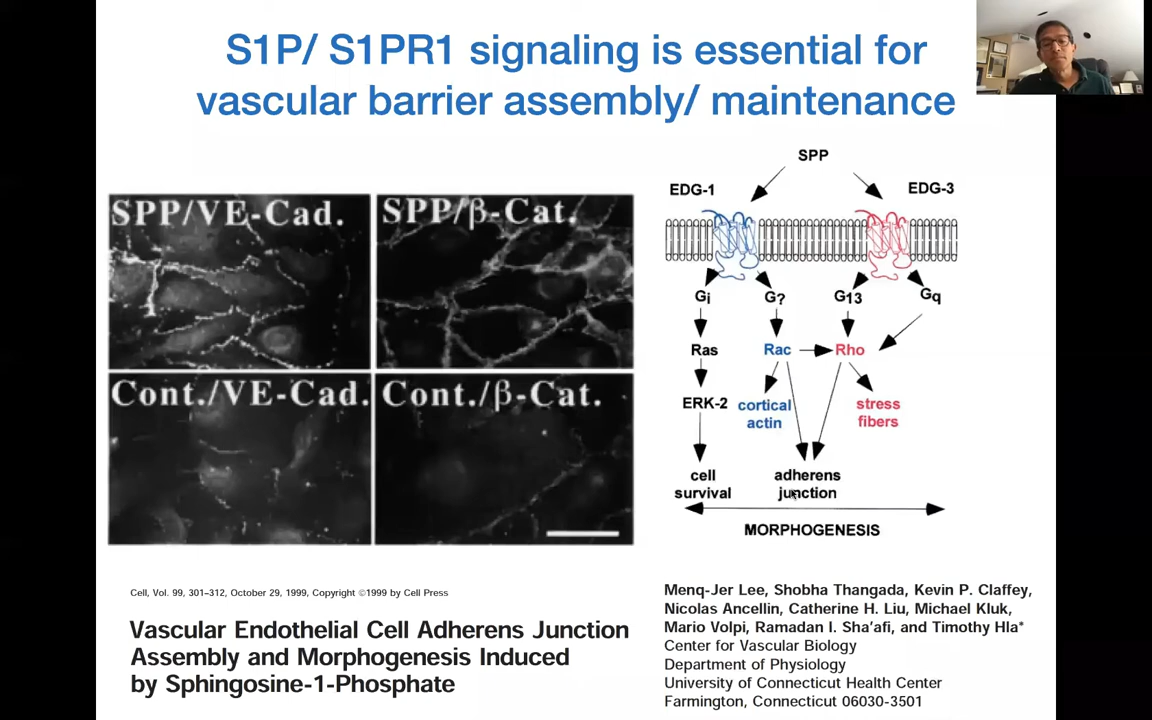 S1P/ S1PR1 signaling is essential for
vascular barrier assembly/ maintenance
SPP/VE-Cad.
SPP/β-Cat.
Cont./VE-Cad.
Cont./β-Cat.
SPP
EDG-1
EDG-3
Gi
G?
G13
Gq
Ras
Rac
Rho
ERK-2
cortical
actin
stress
fibers
cell
survival
adherens
junction
MORPHOGENESIS
Cell, Vol. 99, 301–312, October 29, 1999, Copyright ©1999 by Cell Press
Vascular Endothelial Cell Adherens Junction
Assembly and Morphogenesis Induced
by Sphingosine-1-Phosphate
Menq-Jer Lee, Shobha Thangada, Kevin P. Claffey,
Nicolas Ancellin, Catherine H. Liu, Michael Kluk,
Mario Volpi, Ramadan I. Sha'afi, and Timothy Hla*
Center for Vascular Biology
Department of Physiology
University of Connecticut Health Center
Farmington, Connecticut 06030-3501